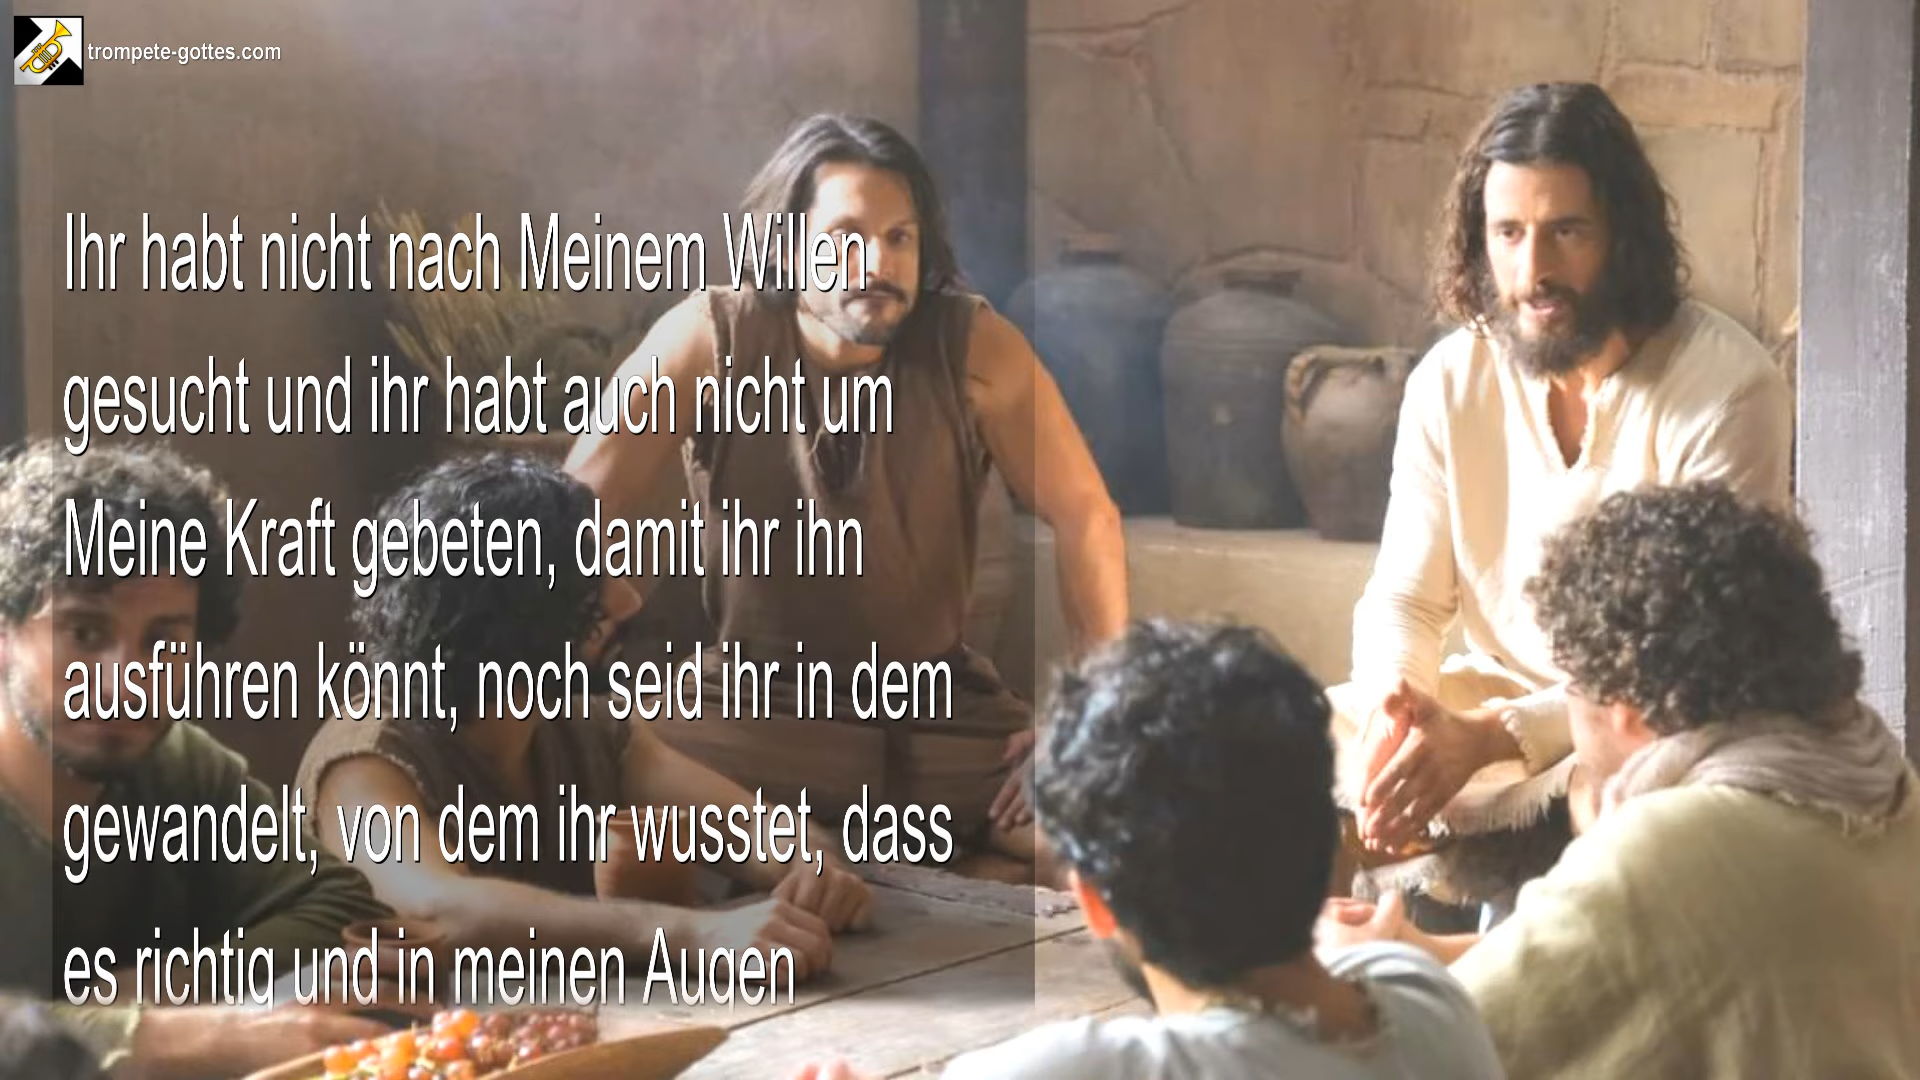 trompete-gottes.com
Ihr habt nicht nach Meinem Willen
gesucht und ihr habt auch nicht um
Meine Kraft gebeten, damit ihr ihn
ausführen könnt, noch seid ihr in dem
gewandelt, von dem ihr wusstet, dass
es richtig und in meinen Augen